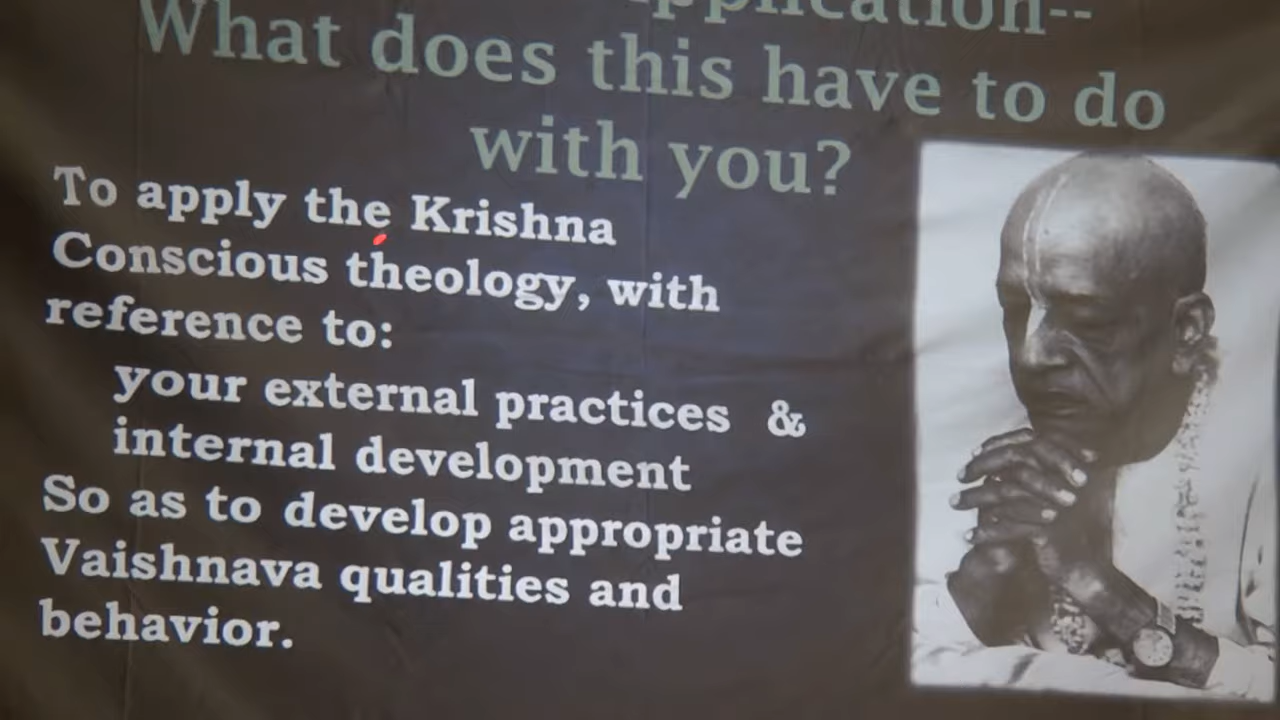 application--
What does this have to do
with you?
To apply the Krishna
Conscious theology, with
reference to:
your external practices &
internal development
So as to develop appropriate
Vaishnava qualities and
behavior.